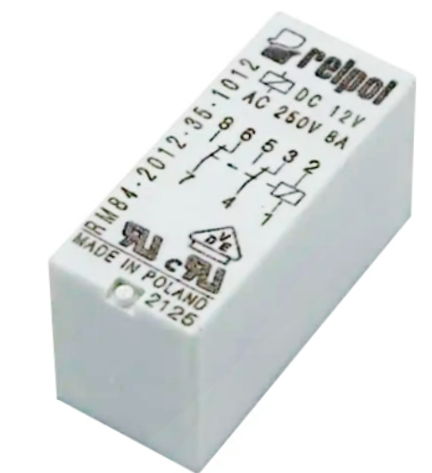 relpol
DC 12V
AC 250V 8A
RM84-2012-35-1012
8 6 5 3 2
7 4 1
VDE
c
MADE IN POLAND
2125